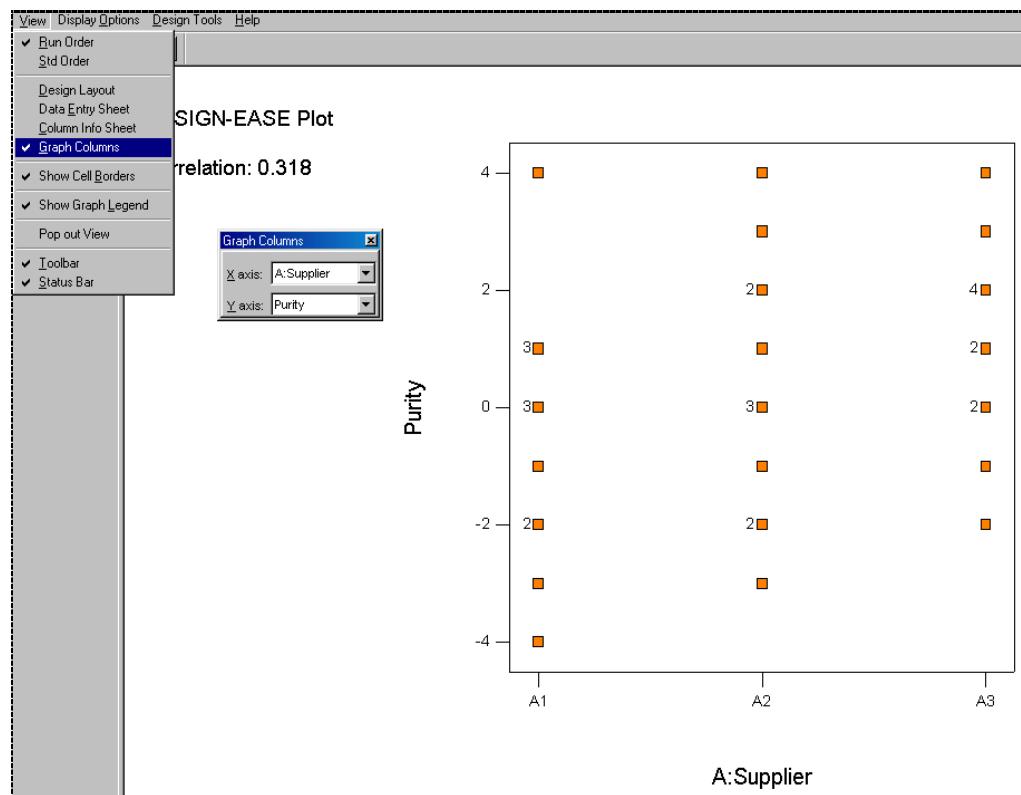 View Display Options Design Tools Help
Run Order
Std Order
Design Layout
Data Entry Sheet
Column Info Sheet
Graph Columns
Show Cell Borders
Show Graph Legend
Pop out View
Toolbar
Status Bar
SIGN-EASE Plot
rrelation: 0.318
Graph Columns
X axis: A:Supplier
Y axis: Purity
Purity
4
2 2 4
3 2
0 3 3 2
-2 2 2
-4
A1 A2 A3
A:Supplier